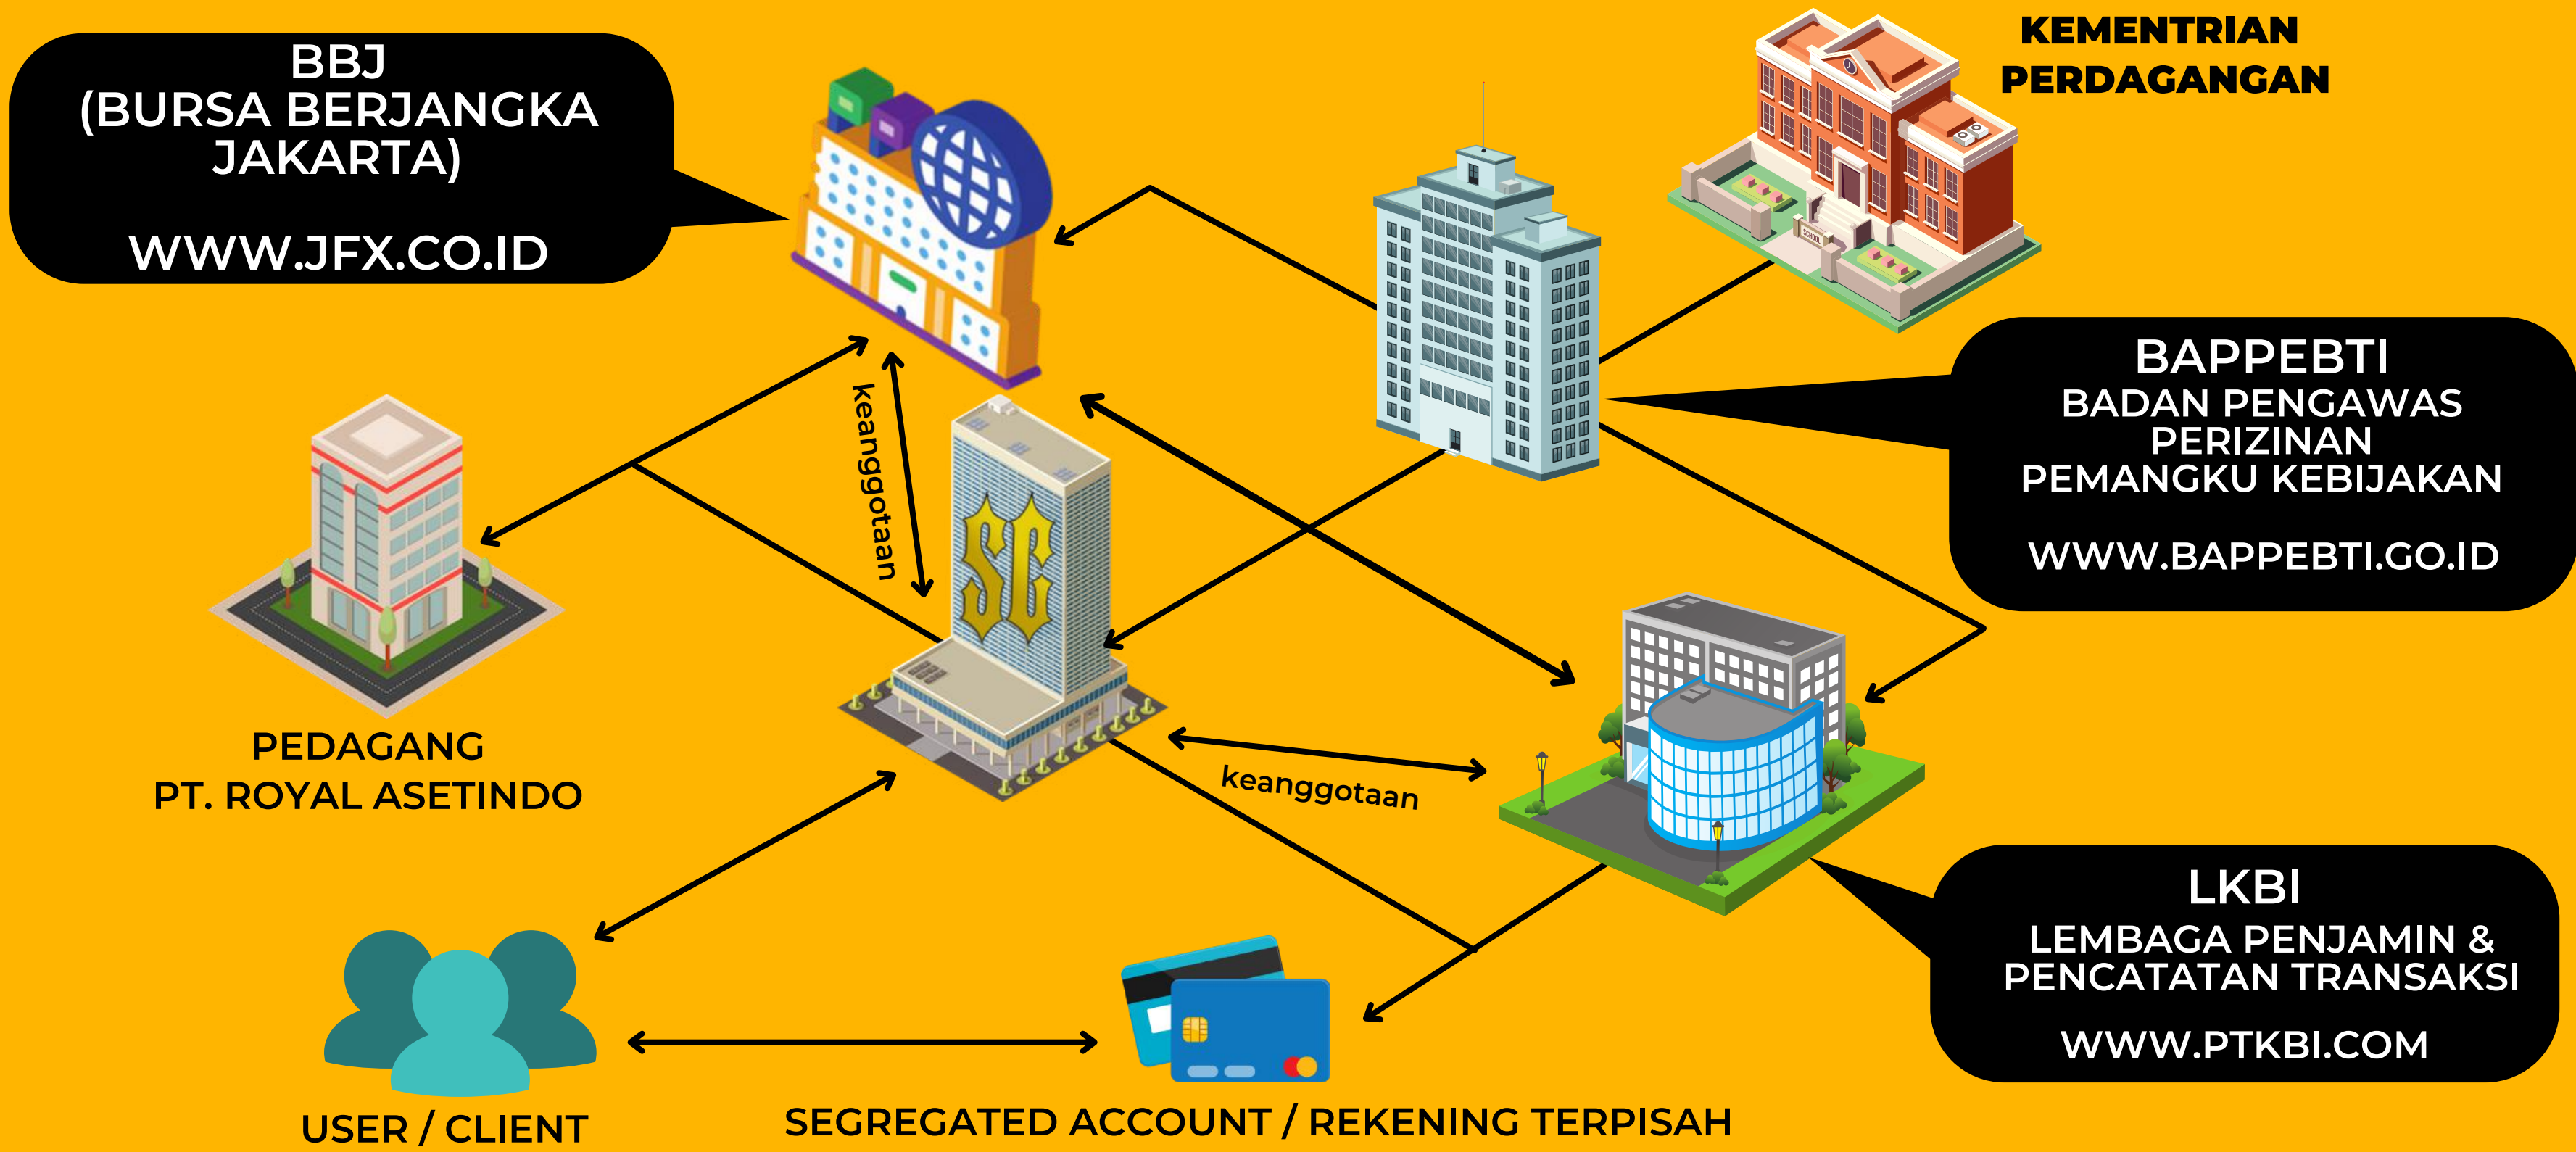 KEMENTRIAN
PERDAGANGAN
BBJ
(BURSA BERJANGKA
JAKARTA)
WWW.JFX.CO.ID
SCHOOL
BAPPEBTI
BADAN PENGAWAS
PERIZINAN
PEMANGKU KEBIJAKAN
WWW.BAPPEBTI.GO.ID
keanggotaan
SG
PEDAGANG
PT. ROYAL ASETINDO
keanggotaan
LKBI
LEMBAGA PENJAMIN &
PENCATATAN TRANSAKSI
WWW.PTKBI.COM
USER / CLIENT
SEGREGATED ACCOUNT / REKENING TERPISAH